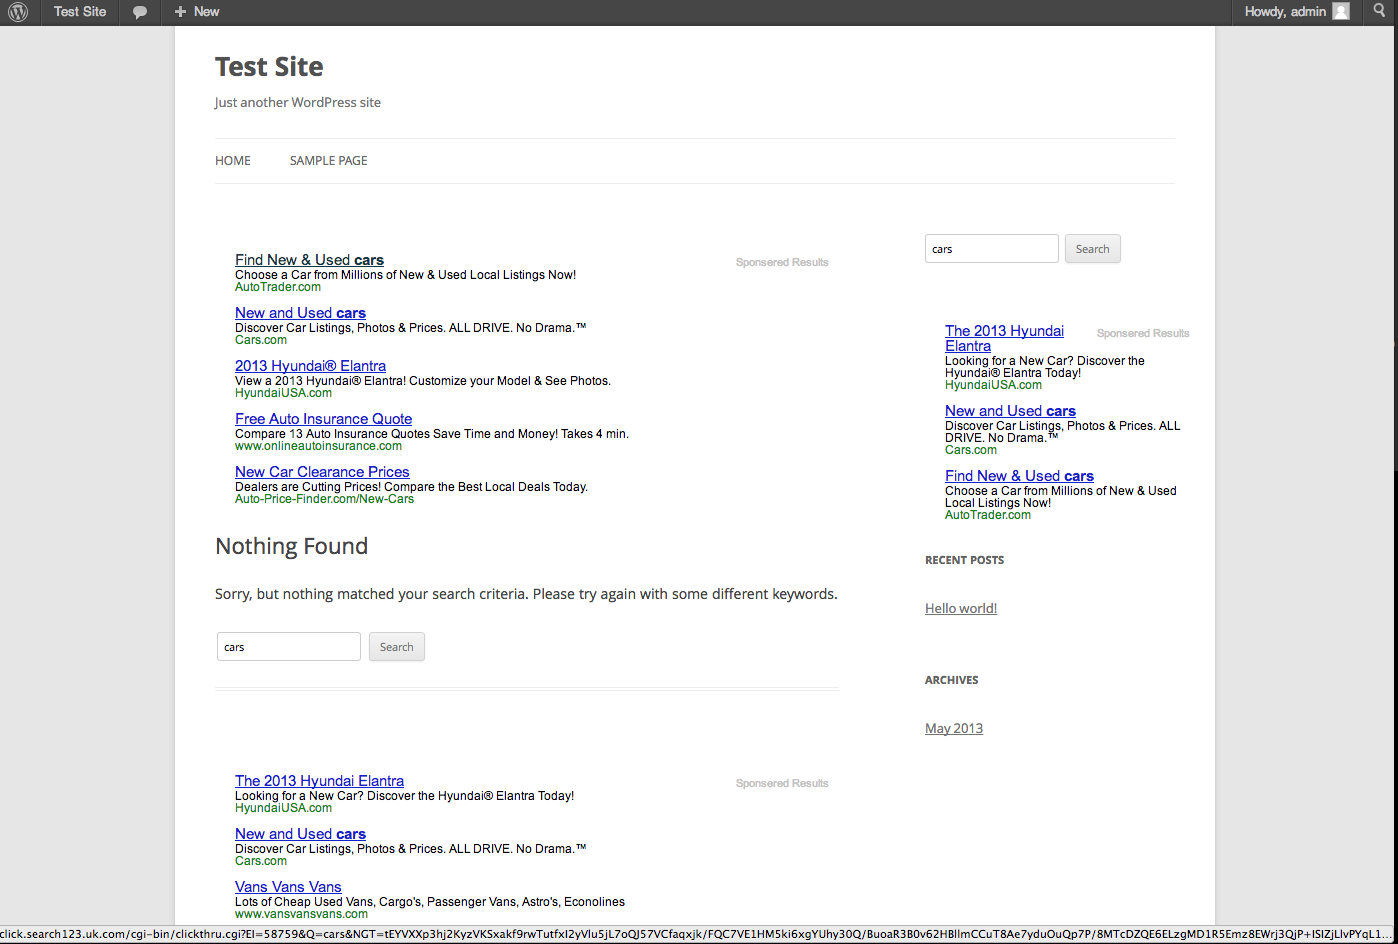 Test Site
New
Howdy, admin
Test Site
Just another WordPress site
HOME
SAMPLE PAGE
Find New & Used cars
Sponsered Results
Choose a Car from Millions of New & Used Local Listings Now!
AutoTrader.com
New and Used cars
Discover Car Listings, Photos & Prices. ALL DRIVE. No Drama.™
Cars.com
2013 Hyundai® Elantra
View a 2013 Hyundai® Elantra! Customize your Model & See Photos.
HyundaiUSA.com
Free Auto Insurance Quote
Compare 13 Auto Insurance Quotes Save Time and Money! Takes 4 min.
www.onlineautoinsurance.com
New Car Clearance Prices
Dealers are Cutting Prices! Compare the Best Local Deals Today.
Auto-Price-Finder.com/New-Cars
Nothing Found
Sorry, but nothing matched your search criteria. Please try again with some different keywords.
cars
Search
The 2013 Hyundai Elantra
Sponsered Results
Looking for a New Car? Discover the Hyundai® Elantra Today!
HyundaiUSA.com
New and Used cars
Discover Car Listings, Photos & Prices. ALL DRIVE. No Drama.™
Cars.com
Vans Vans Vans
Lots of Cheap Used Vans, Cargo's, Passenger Vans, Astro's, Econolines
www.vansvansvans.com
cars
Search
The 2013 Hyundai
Elantra
Sponsered Results
Looking for a New Car? Discover the
Hyundai® Elantra Today!
HyundaiUSA.com
New and Used cars
Discover Car Listings, Photos & Prices. ALL
DRIVE. No Drama.™
Cars.com
Find New & Used cars
Choose a Car from Millions of New & Used
Local Listings Now!
AutoTrader.com
RECENT POSTS
Hello world!
ARCHIVES
May 2013
click.search123.uk.com/cgi-bin/clickthru.cgi?EI=58759&Q=cars&NGT=